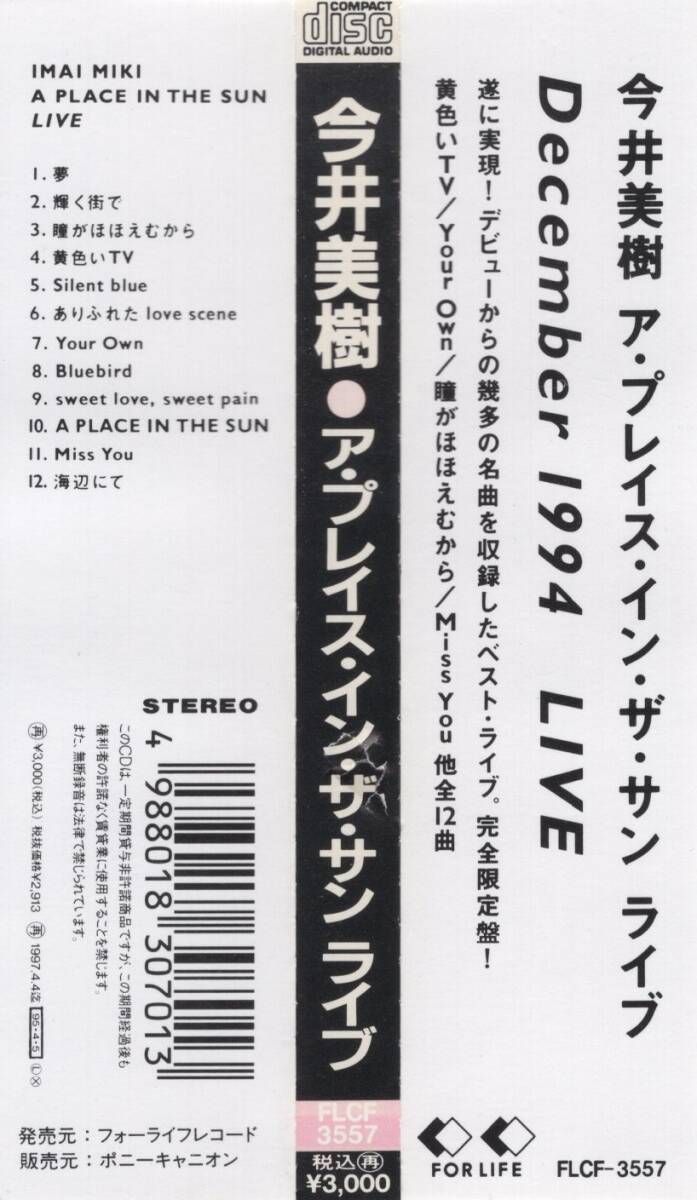 IMAI MIKI
A PLACE IN THE SUN
LIVE
1. 夢
2. 輝く街で
3. 瞳がほほえむから
4. 黄色いTV
5. Silent blue
6. ありふれた love scene
7. Your Own
8. Bluebird
9. sweet love, sweet pain
10. A PLACE IN THE SUN
11. Miss You
12. 海辺にて
STEREO
4 988018 307013
このCDは、一定期間貸与非許諾商品ですが、この期間経過後も
権利者の許諾なく賃貸業に使用することを禁じます。
また、無断録音は法律で禁じられています。
再 ¥3,000(税込) 税抜価格¥2,913 再 1997.4.4迄 95・4・5 Ⓛ Ⓧ
発売元：フォーライフレコード
販売元：ポニーキャニオン
COMPACT
disc
DIGITAL AUDIO
今井美樹●ア・プレイス・イン・ザ・サン ライブ
FLCF
3557
税込再
¥3,000
今井美樹 ア・プレイス・イン・ザ・サン ライブ
December 1994 LIVE
遂に実現！デビューからの幾多の名曲を収録したベスト・ライブ。完全限定盤！
黄色いTV/Your Own/瞳がほほえむから/Miss You 他全12曲
FOR LIFE
FLCF-3557